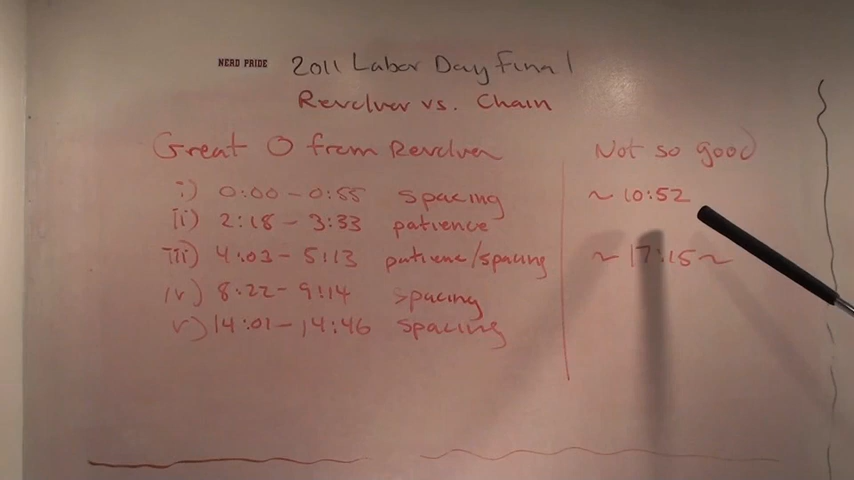 NERD PRIDE 2011 Labor Day Final
Revolver vs. Chain
Great O from Revolver
i) 0:00 - 0:55 spacing
ii) 2:18 - 3:33 patience
iii) 4:03 - 5:13 patienc/spacing
iv) 8:22 - 9:14 spacing
v) 14:01 - 14:46 spacing
Not so good
~ 10:52
~ 17:15 ~